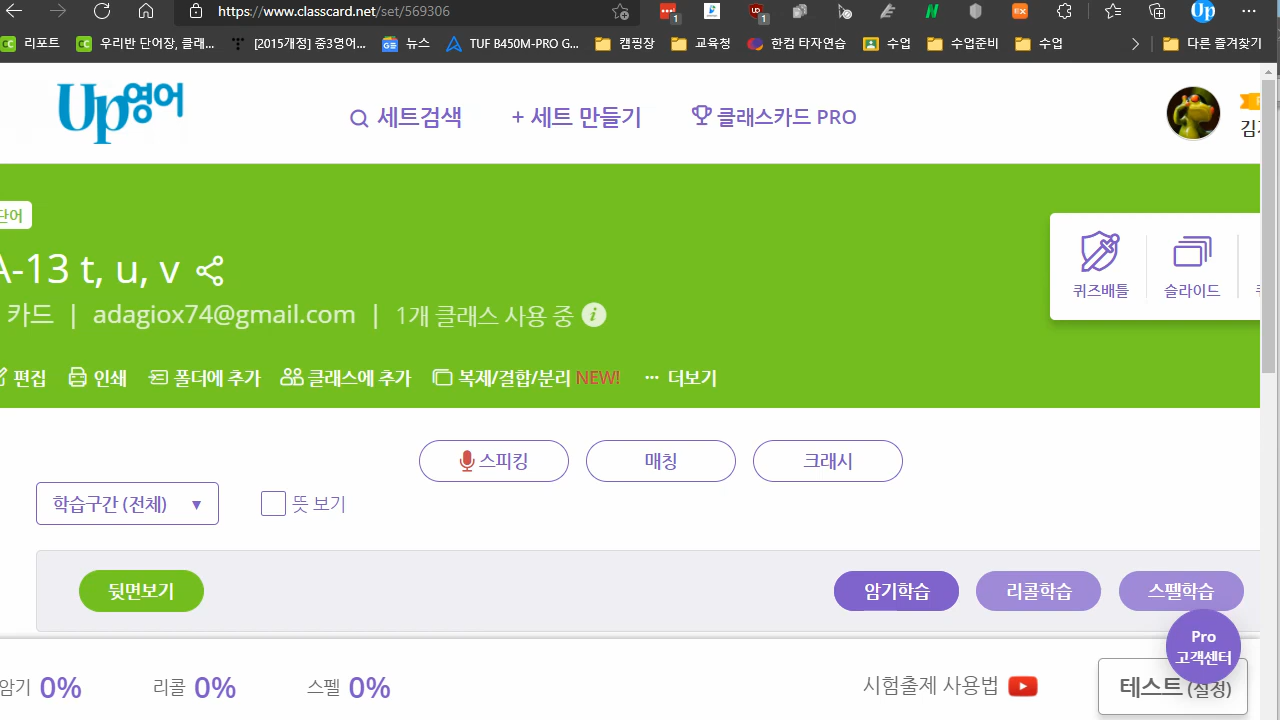 https://www.classcard.net/set/569306
리포트 우리반 단어장, 클래... [2015개정] 중3영어... 뉴스 TUF B450M-PRO G... 캠핑장 교육청 한컴 타자연습 수업 수업준비 수업 다른 즐겨찾기
Up영어 세트검색 + 세트 만들기 클래스카드 PRO
단어
A-13 t, u, v
카드 | adagiox74@gmail.com | 1개 클래스 사용 중
퀴즈배틀 슬라이드
편집 인쇄 폴더에 추가 클래스에 추가 복제/결합/분리 NEW! ··· 더보기
스피킹 매칭 크래시
학습구간 (전체) ▼ 뜻 보기
뒷면보기 암기학습 리콜학습 스펠학습
Pro
고객센터
암기 0% 리콜 0% 스펠 0% 시험출제 사용법 테스트 (설정)